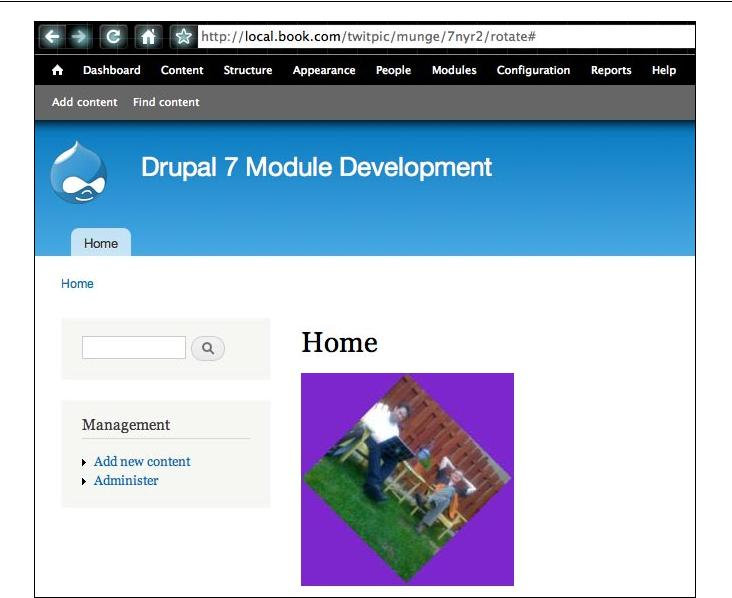 http://local.book.com/twitpic/munge/7nyr2/rotate#
Dashboard Content Structure Appearance People Modules Configuration Reports Help
Add content Find content
Drupal 7 Module Development
Home
Home
Home
Management
Add new content
Administer